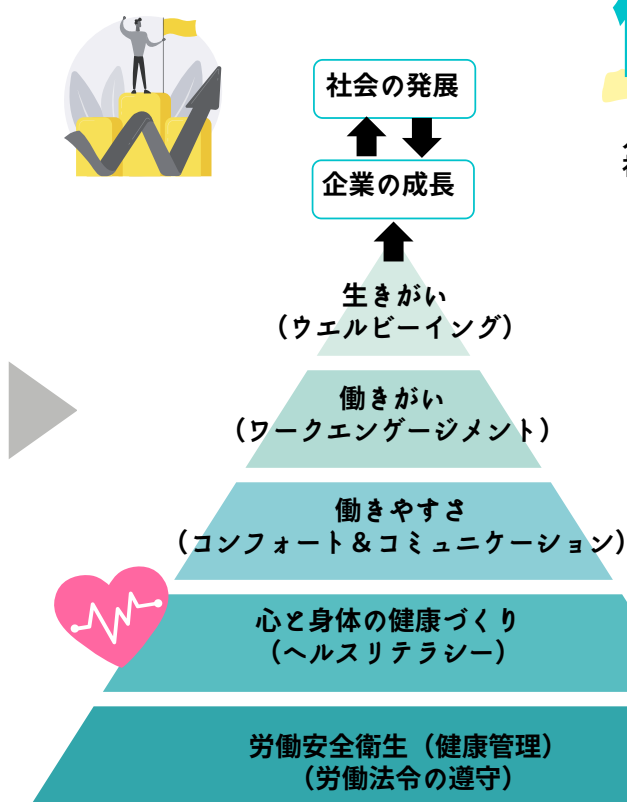 社会の発展
企業の成長
生きがい
（ウエルビーイング）
働きがい
（ワークエンゲージメント）
働きやすさ
（コンフォート＆コミュニケーション）
心と身体の健康づくり
（ヘルスリテラシー）
労働安全衛生（健康管理）
（労働法令の遵守）